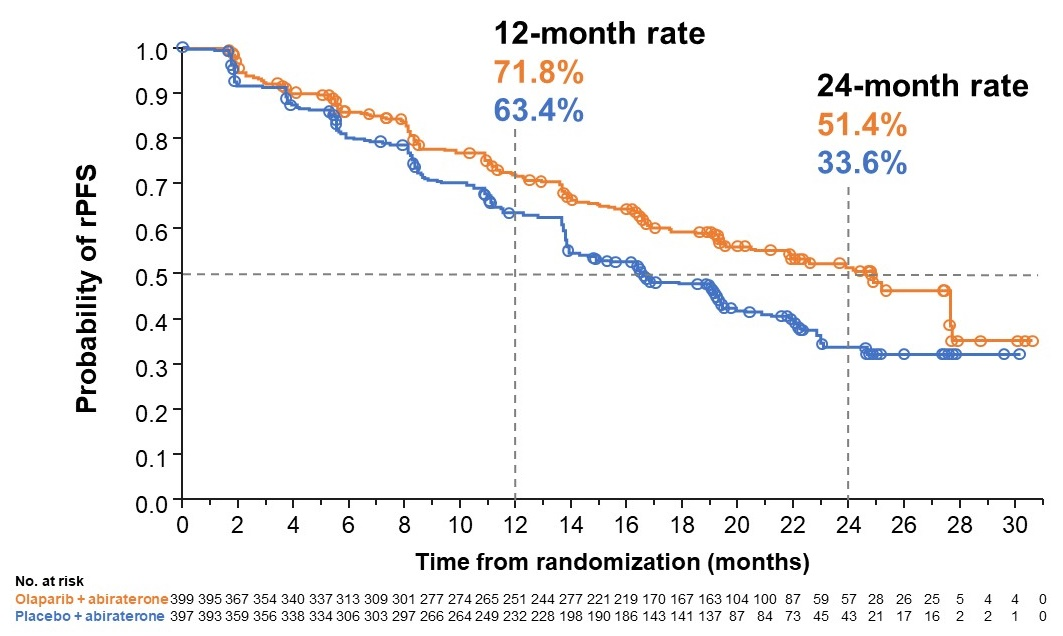 12-month rate
71.8%
63.4%
24-month rate
51.4%
33.6%
Probability of rPFS
1.0
0.9
0.8
0.7
0.6
0.5
0.4
0.3
0.2
0.1
0.0
0 2 4 6 8 10 12 14 16 18 20 22 24 26 28 30
Time from randomization (months)
No. at risk
Olaparib + abiraterone 399 395 367 354 340 337 313 309 301 277 274 265 251 244 277 221 219 170 167 163 104 100 87 59 57 28 26 25 5 4 4 0
Placebo + abiraterone 397 393 359 356 338 334 306 303 297 266 264 249 232 228 198 190 186 143 141 137 87 84 73 45 43 21 17 16 2 2 1 0